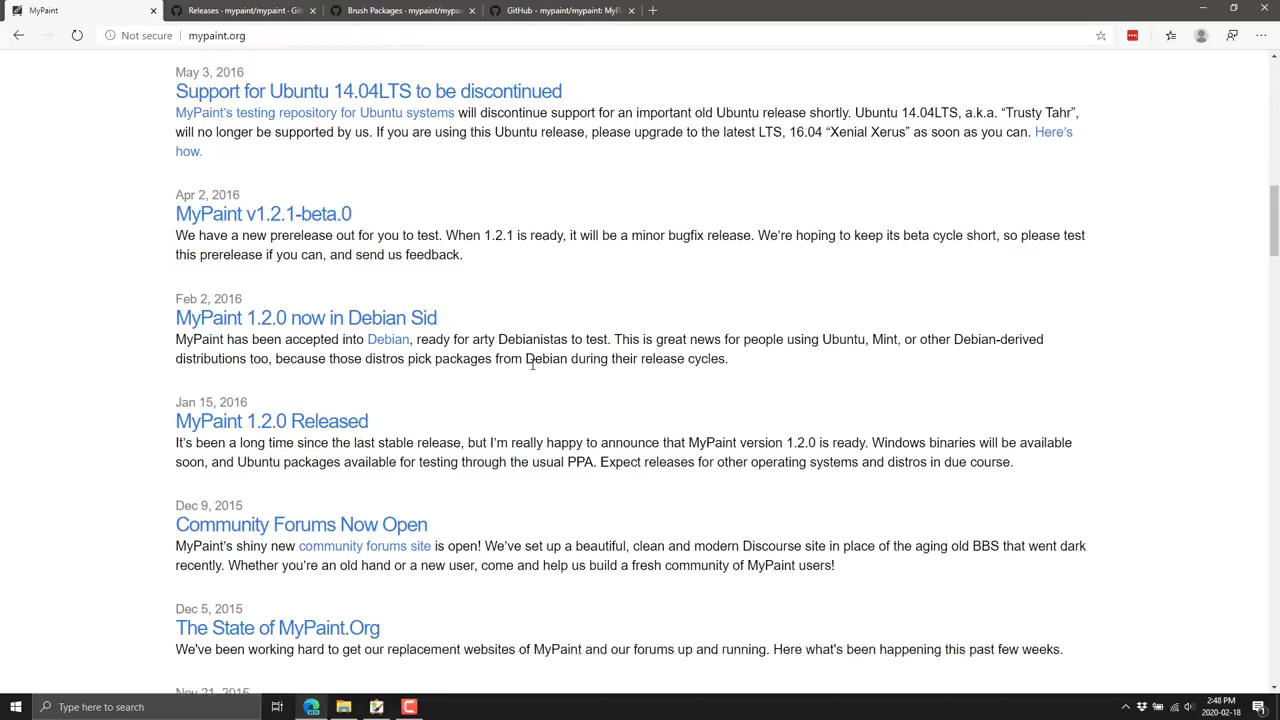 MyPaint
Releases · mypaint/mypaint · Git
Brush Packages · mypaint/mypa
GitHub - mypaint/mypaint: MyP
Not secure
mypaint.org
May 3, 2016
Support for Ubuntu 14.04LTS to be discontinued
MyPaint’s testing repository for Ubuntu systems will discontinue support for an important old Ubuntu release shortly. Ubuntu 14.04LTS, a.k.a. “Trusty Tahr”,
will no longer be supported by us. If you are using this Ubuntu release, please upgrade to the latest LTS, 16.04 “Xenial Xerus” as soon as you can. Here’s
how.
Apr 2, 2016
MyPaint v1.2.1-beta.0
We have a new prerelease out for you to test. When 1.2.1 is ready, it will be a minor bugfix release. We’re hoping to keep its beta cycle short, so please test
this prerelease if you can, and send us feedback.
Feb 2, 2016
MyPaint 1.2.0 now in Debian Sid
MyPaint has been accepted into Debian, ready for arty Debianistas to test. This is great news for people using Ubuntu, Mint, or other Debian-derived
distributions too, because those distros pick packages from Debian during their release cycles.
Jan 15, 2016
MyPaint 1.2.0 Released
It’s been a long time since the last stable release, but I’m really happy to announce that MyPaint version 1.2.0 is ready. Windows binaries will be available
soon, and Ubuntu packages available for testing through the usual PPA. Expect releases for other operating systems and distros in due course.
Dec 9, 2015
Community Forums Now Open
MyPaint’s shiny new community forums site is open! We’ve set up a beautiful, clean and modern Discourse site in place of the aging old BBS that went dark
recently. Whether you’re an old hand or a new user, come and help us build a fresh community of MyPaint users!
Dec 5, 2015
The State of MyPaint.Org
We've been working hard to get our replacement websites of MyPaint and our forums up and running. Here what's been happening this past few weeks.
Nov 21, 2015
Type here to search
2:48 PM
2020-02-18